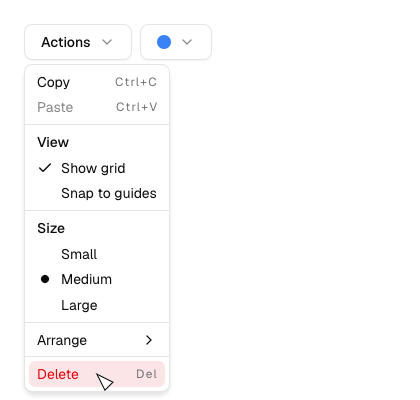 Actions
Copy Ctrl+C
Paste Ctrl+V
View
Show grid
Snap to guides
Size
Small
Medium
Large
Arrange
Delete Del